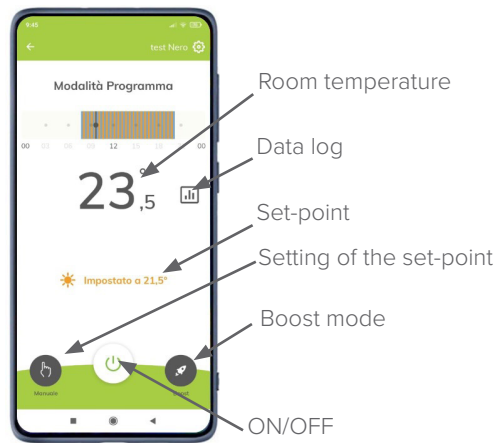 9:45
test Nero
Modalità Programma
00 03 06 09 12 15 18 00
23,5°
Impostato a 21,5°
Manuale
Boost
Room temperature
Data log
Set-point
Setting of the set-point
Boost mode
ON/OFF